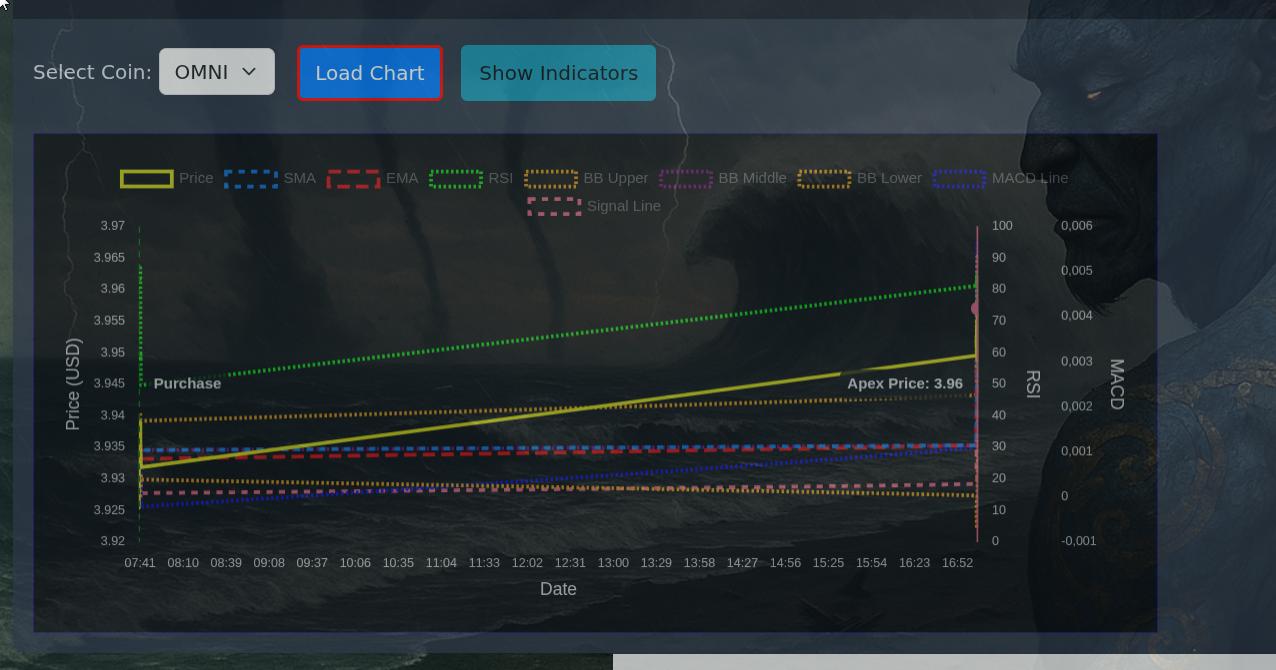 Select Coin: OMNI Load Chart Show Indicators
Price SMA EMA RSI BB Upper BB Middle BB Lower MACD Line
Signal Line
3.97 100 0,006
3.965 90
0,005
3.96 80
0,004
3.955 70
3.95 60
0,003
3.945 50
Purchase Apex Price: 3.96
Price (USD) RSI MACD
0,002
3.94 40
3.935 30
0,001
3.93 20
0
3.925 10
3.92 0 -0,001
07:41 08:10 08:39 09:08 09:37 10:06 10:35 11:04 11:33 12:02 12:31 13:00 13:29 13:58 14:27 14:56 15:25 15:54 16:23 16:52
Date